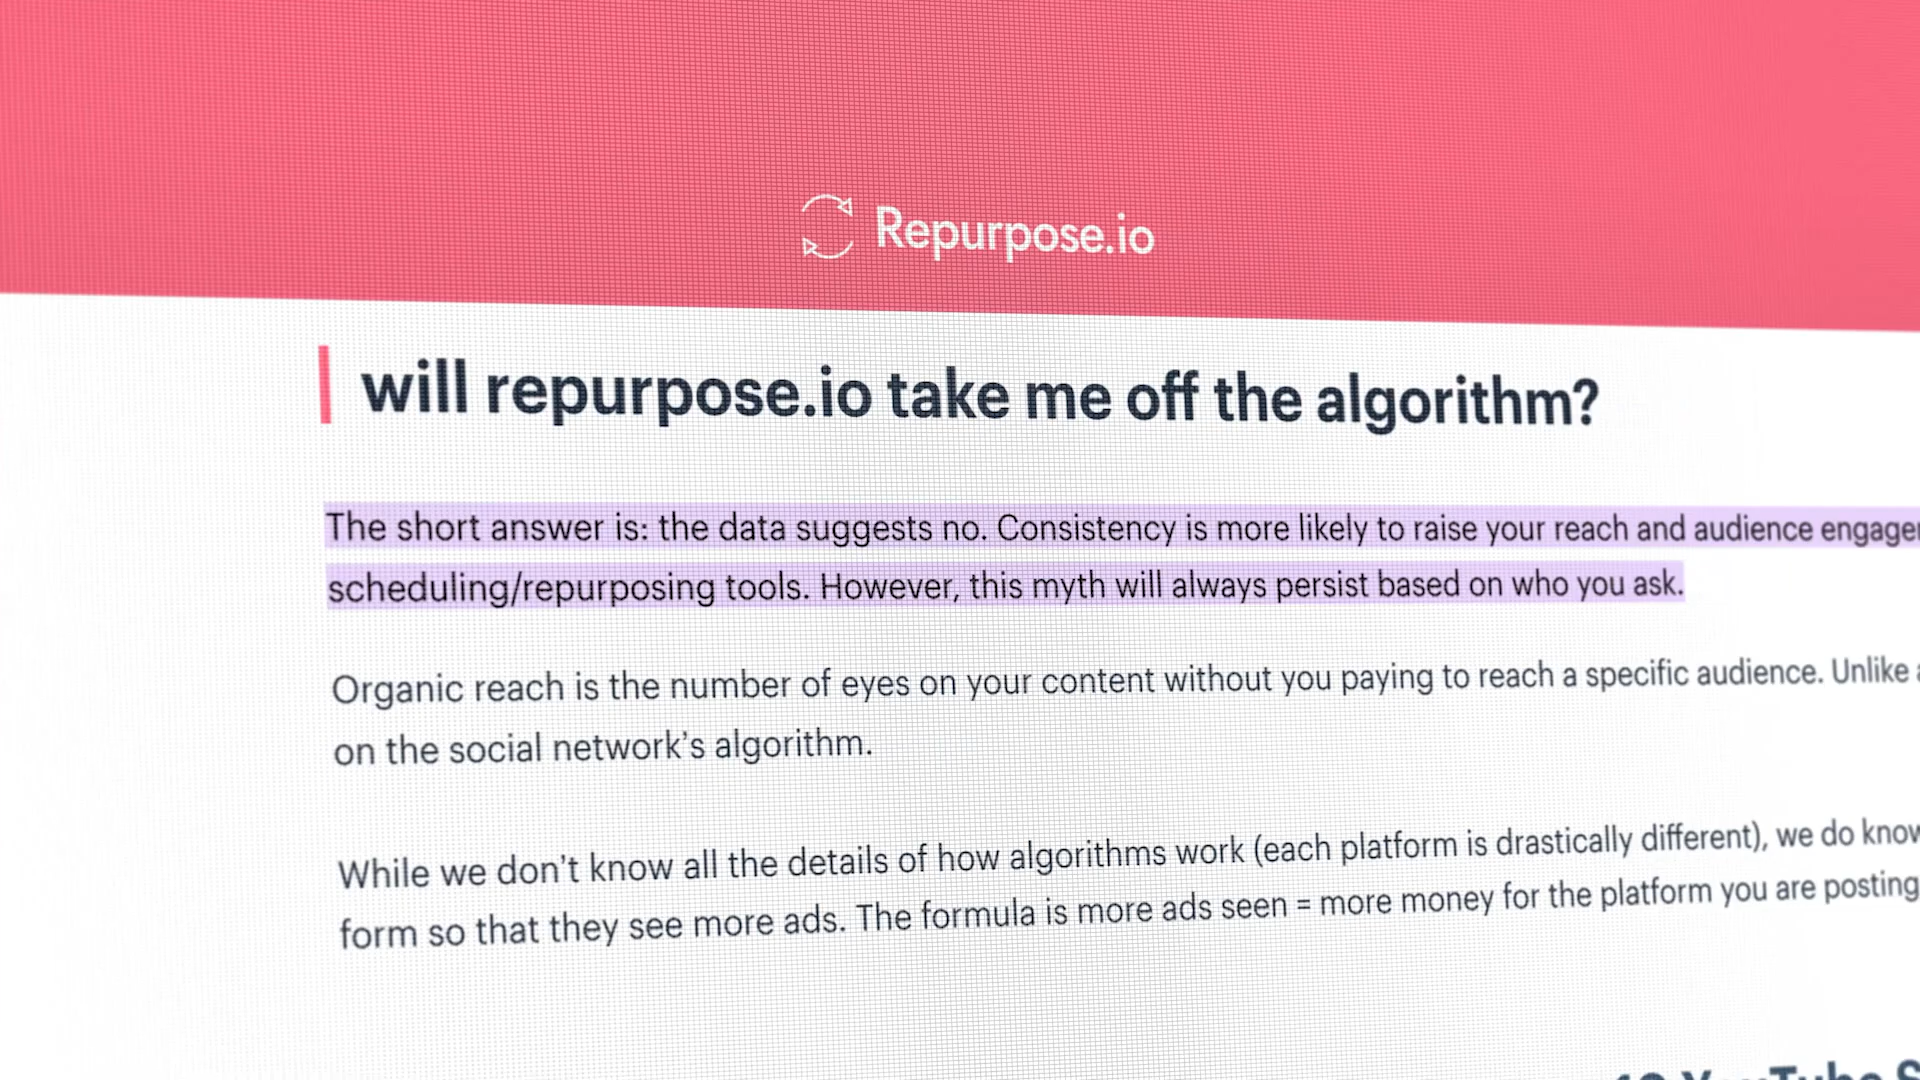 Repurpose.io
will repurpose.io take me off the algorithm?
The short answer is: the data suggests no. Consistency is more likely to raise your reach and audience
scheduling/repurposing tools. However, this myth will always persist based on who you ask.
Organic reach is the number of eyes on your content without you paying to reach a specific audience. Unlike
on the social network's algorithm.
While we don't know all the details of how algorithms work (each platform is drastically different), we do know
form so that they see more ads. The formula is more ads seen = more money for the platform you are posting
YouTube